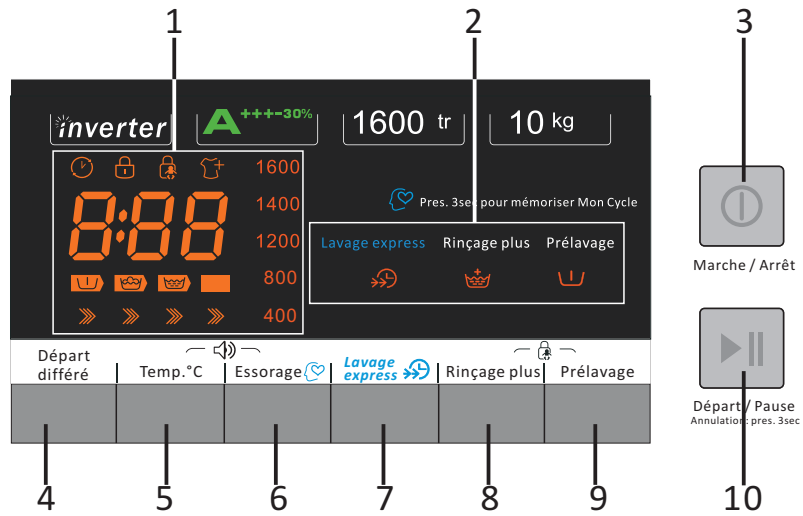 1 2 3
inverter A+++-30% 1600 tr 10 kg
1600
8:88 1400
1200
800
400
Pres. 3sec pour mémoriser Mon Cycle
Lavage express Rinçage plus Prélavage
Marche / Arrêt
Départ différé
Temp.°C
Essorage
Lavage express
Rinçage plus
Prélavage
Départ / Pause
Annulation: pres. 3sec
4 5 6 7 8 9 10